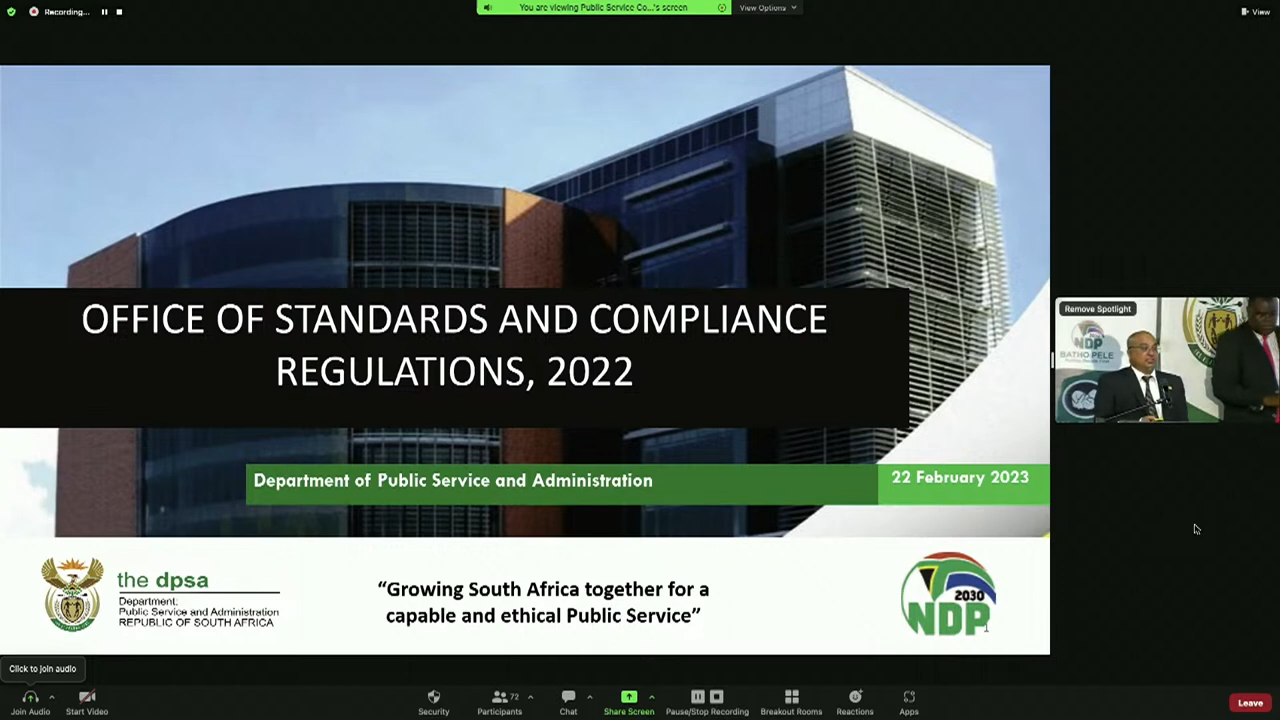 Recording...
You are viewing Public Service Co...'s screen
View Options
View
OFFICE OF STANDARDS AND COMPLIANCE
REGULATIONS, 2022
Remove Spotlight
NDP
BATHO PELE
Department of Public Service and Administration
22 February 2023
the dpsa
Department:
Public Service and Administration
REPUBLIC OF SOUTH AFRICA
“Growing South Africa together for a
capable and ethical Public Service”
2030
NDP
1
Click to join audio
Join Audio
Start Video
Security
72
Participants
Chat
Share Screen
Pause/Stop Recording
Breakout Rooms
Reactions
Apps
Leave